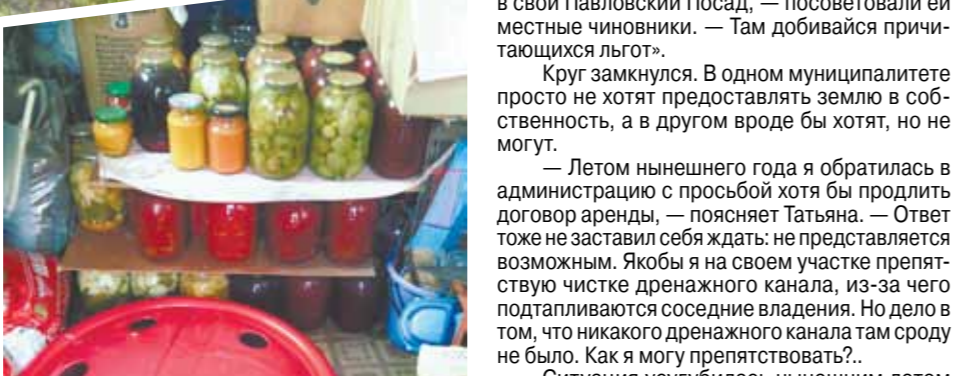 в свой Павловский Посад, — посоветовали ей
местные чиновники. — Там добивайся причи-
тающихся льгот».
Круг замкнулся. В одном муниципалитете
просто не хотят предоставлять землю в соб-
ственность, а в другом вроде бы хотят, но не
могут.
— Летом нынешнего года я обратилась в
администрацию с просьбой хотя бы продлить
договор аренды, — поясняет Татьяна. — Ответ
тоже не заставил себя ждать: не представляется
возможным. Якобы я на своем участке препят-
ствую чистке дренажного канала, из-за чего
подтапливаются соседние владения. Но дело в
том, что никакого дренажного канала там сроду
не было. Как я могу препятствовать?..
Ситуация усугубилась нынешним летом